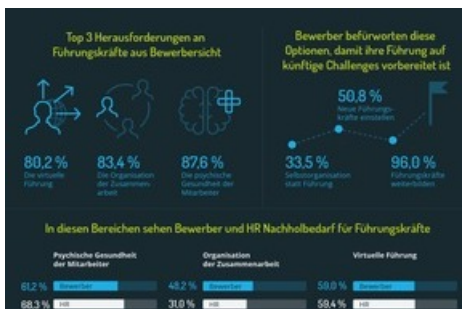 Top 3 Herausforderungen an
Führungskräfte aus Bewerbersicht
80,2 %
Die virtuelle
Führung
83,4 %
Die Organisation
der Zusammen-
arbeit
87,6 %
Die psychische
Gesundheit der
Mitarbeiter
Bewerber befürworten diese
Optionen, damit ihre Führung auf
künftige Challenges vorbereitet ist
50,8 %
Neue Führungs-
kräfte einstellen
33,5 %
Selbstorganisation
statt Führung
96,0 %
Führungskräfte
weiterbilden
In diesen Bereichen sehen Bewerber und HR Nachholbedarf für Führungskräfte
Psychische Gesundheit
der Mitarbeiter
61,2 % Bewerber
68,3 % HR
Organisation
der Zusammenarbeit
48,2 % Bewerber
31,0 % HR
Virtuelle Führung
59,0 % Bewerber
59,4 % HR